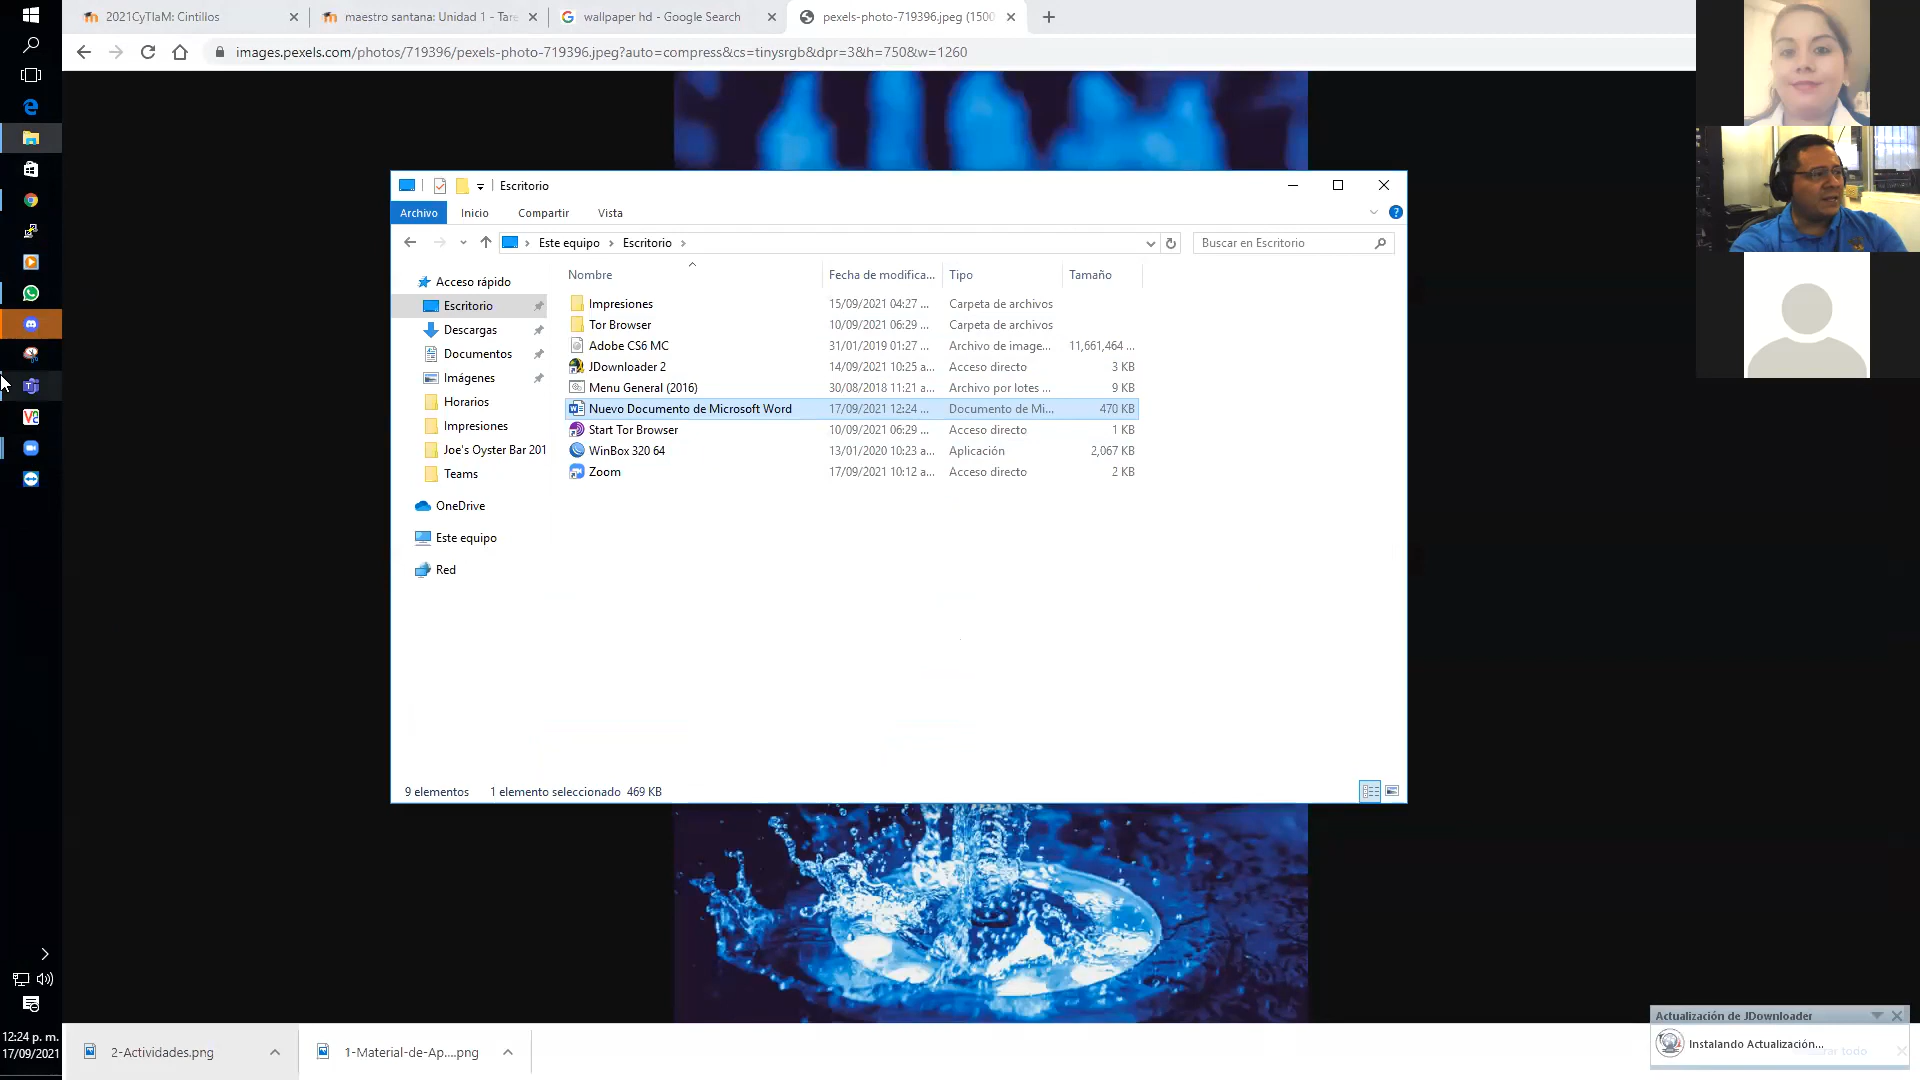 2021CyTIaM: Cintillos
maestro santana: Unidad 1 - Tare
wallpaper hd - Google Search
pexels-photo-719396.jpeg (1500
images.pexels.com/photos/719396/pexels-photo-719396.jpeg?auto=compress&cs=tinysrgb&dpr=3&h=750&w=1260
Escritorio
Archivo Inicio Compartir Vista
Este equipo Escritorio
Buscar en Escritorio
Nombre Fecha de modifica... Tipo Tamaño
Acceso rápido
Escritorio
Descargas
Documentos
Imágenes
Horarios
Impresiones
Joe's Oyster Bar 201
Teams
OneDrive
Este equipo
Red
Impresiones 15/09/2021 04:27 ... Carpeta de archivos
Tor Browser 10/09/2021 06:29 ... Carpeta de archivos
Adobe CS6 MC 31/01/2019 01:27 ... Archivo de image... 11,661,464 ...
JDownloader 2 14/09/2021 10:25 a... Acceso directo 3 KB
Menu General (2016) 30/08/2018 11:21 a... Archivo por lotes ... 9 KB
Nuevo Documento de Microsoft Word 17/09/2021 12:24 ... Documento de Mi... 470 KB
Start Tor Browser 10/09/2021 06:29 ... Acceso directo 1 KB
WinBox 320 64 13/01/2020 10:23 a... Aplicación 2,067 KB
Zoom 17/09/2021 10:12 a... Acceso directo 2 KB
9 elementos 1 elemento seleccionado 469 KB
12:24 p. m.
17/09/2021
2-Actividades.png
1-Material-de-Ap....png
Actualización de JDownloader
Instalando Actualización...